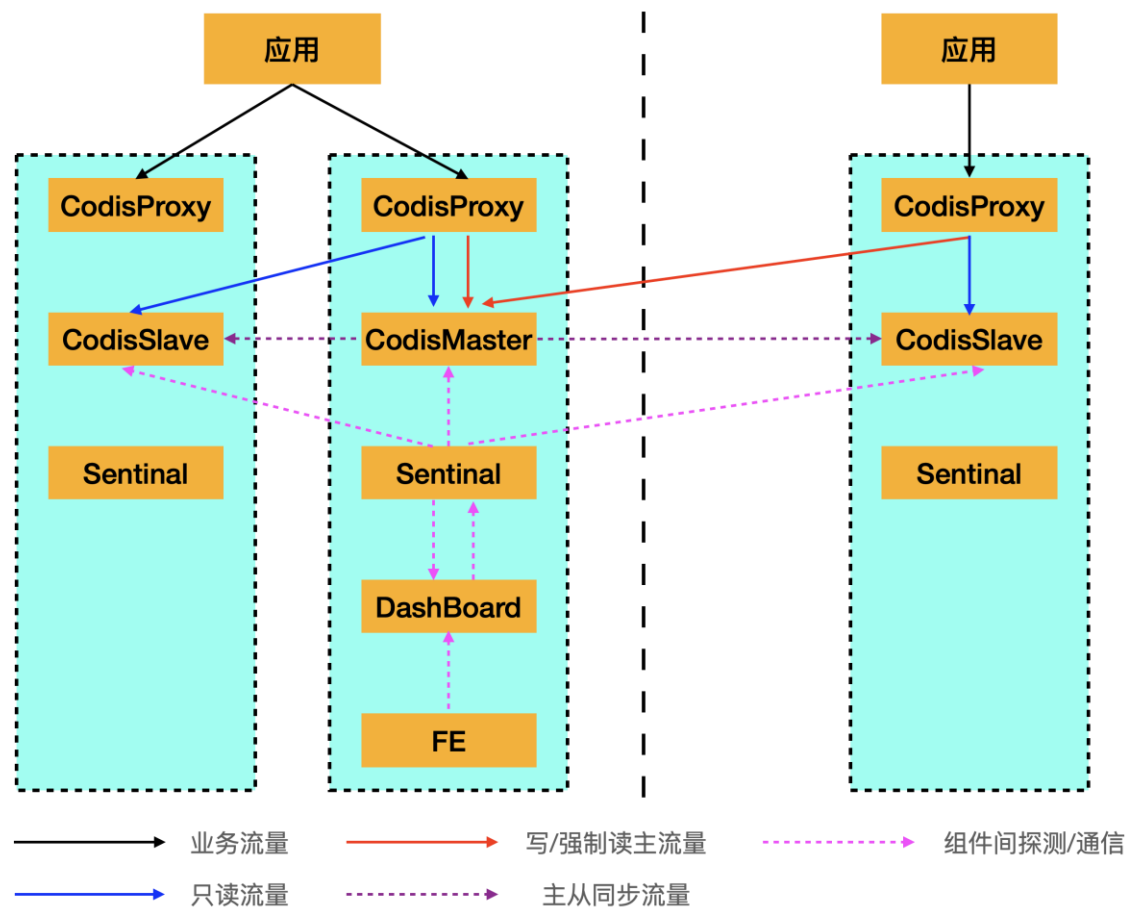 应用
应用
CodisProxy
CodisProxy
CodisProxy
CodisSlave
CodisMaster
CodisSlave
Sentinal
Sentinal
Sentinal
DashBoard
FE
业务流量
写/强制读主流量
组件间探测/通信
只读流量
主从同步流量